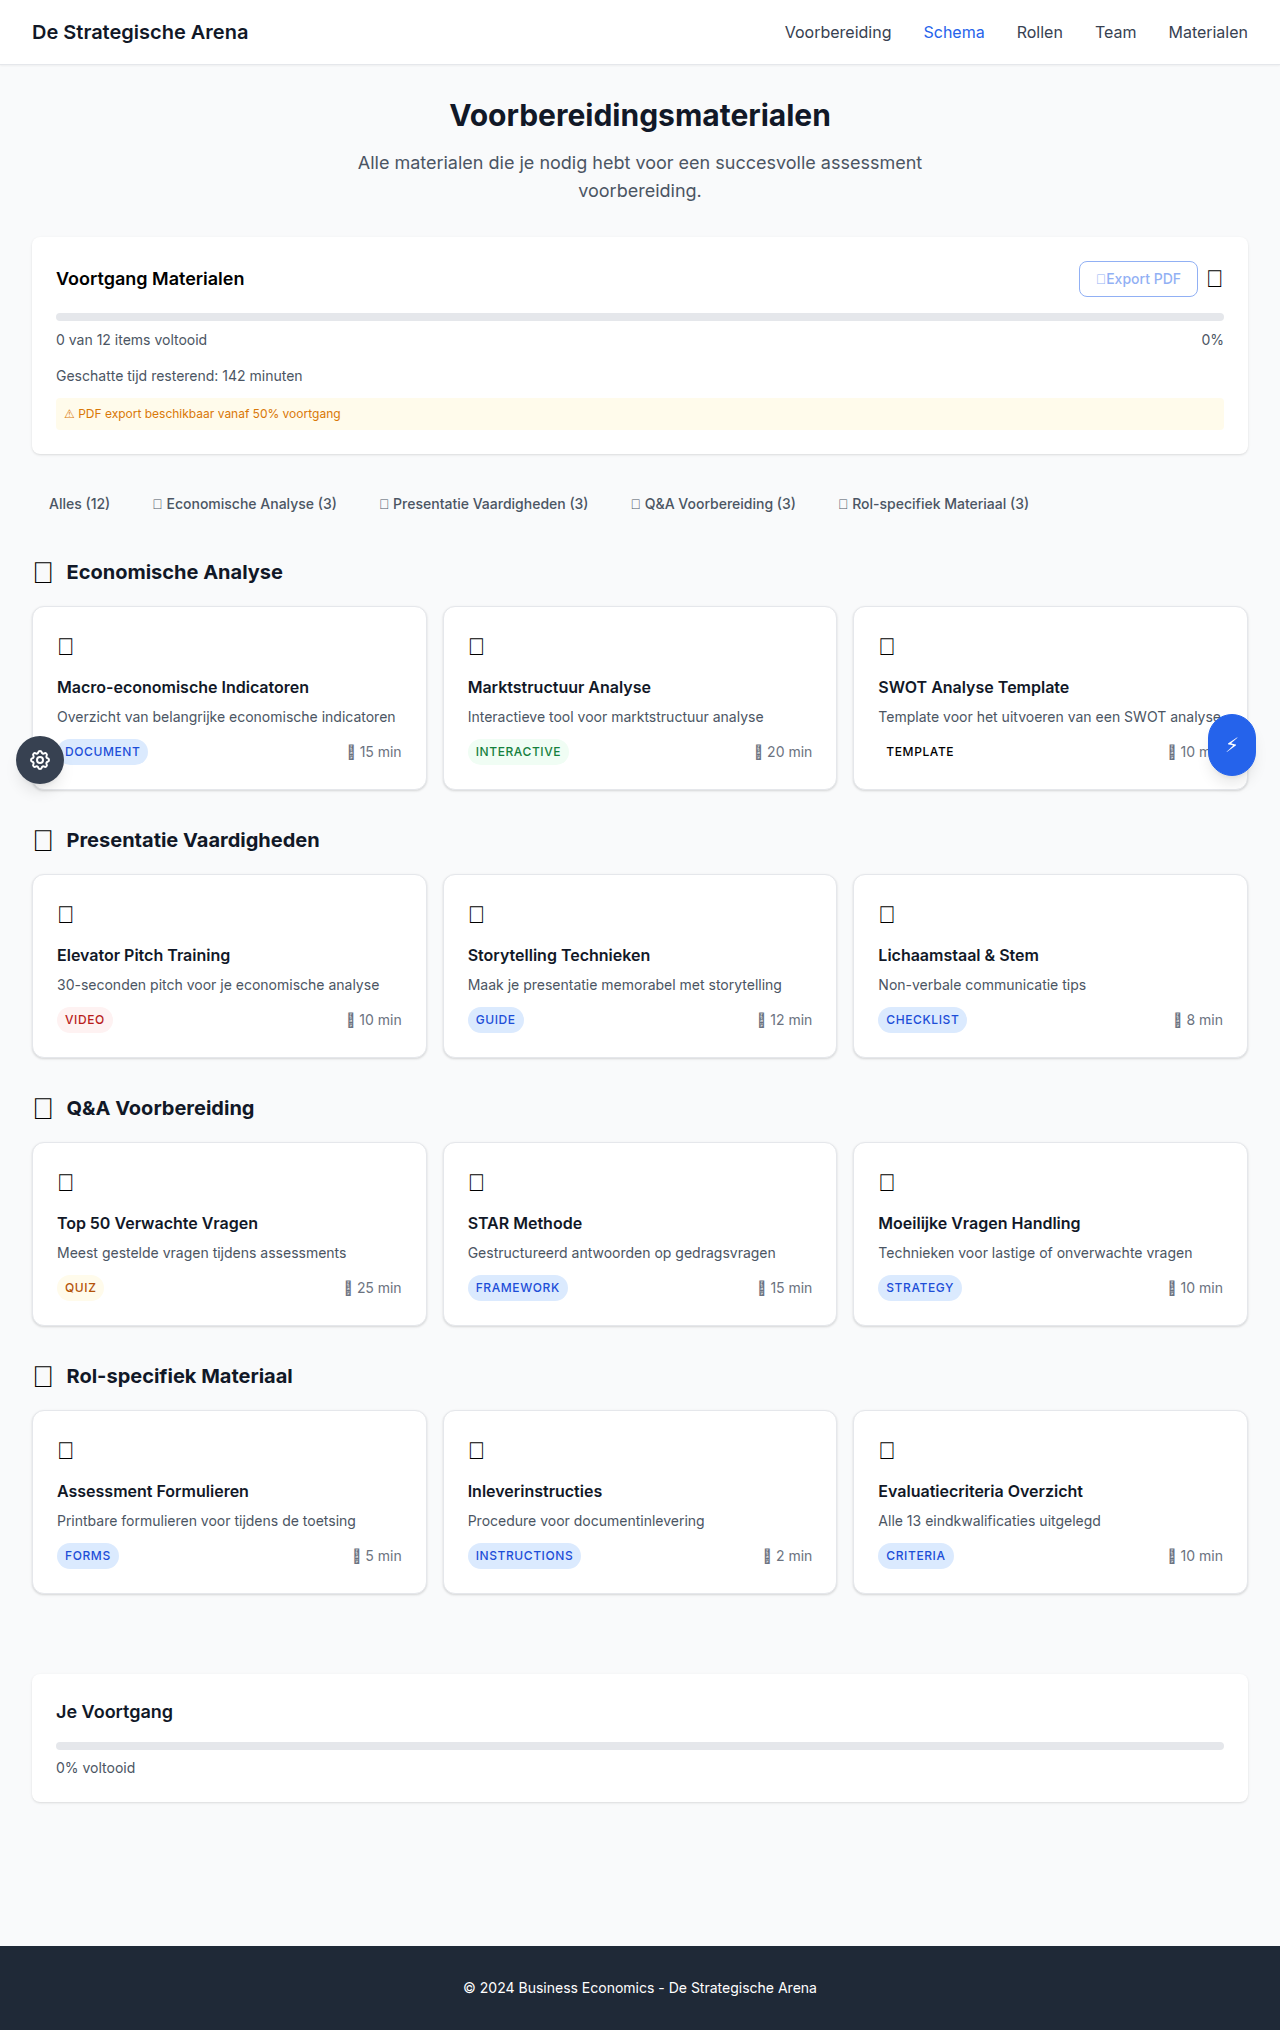 De Strategische Arena
Voorbereiding
Schema
Rollen
Team
Materialen
Voorbereidingsmaterialen
Alle materialen die je nodig hebt voor een succesvolle assessment
voorbereiding.
Voortgang Materialen
Export PDF
0 van 12 items voltooid
0%
Geschatte tijd resterend: 142 minuten
⚠ PDF export beschikbaar vanaf 50% voortgang
Alles (12)
Economische Analyse (3)
Presentatie Vaardigheden (3)
Q&A Voorbereiding (3)
Rol-specifiek Materiaal (3)
Economische Analyse
Macro-economische Indicatoren
Overzicht van belangrijke economische indicatoren
DOCUMENT
15 min
Marktstructuur Analyse
Interactieve tool voor marktstructuur analyse
INTERACTIVE
20 min
SWOT Analyse Template
Template voor het uitvoeren van een SWOT analyse
TEMPLATE
10
Presentatie Vaardigheden
Elevator Pitch Training
30-seconden pitch voor je economische analyse
VIDEO
10 min
Storytelling Technieken
Maak je presentatie memorabel met storytelling
GUIDE
12 min
Lichaamstaal & Stem
Non-verbale communicatie tips
CHECKLIST
8 min
Q&A Voorbereiding
Top 50 Verwachte Vragen
Meest gestelde vragen tijdens assessments
QUIZ
25 min
STAR Methode
Gestructureerd antwoorden op gedragsvragen
FRAMEWORK
15 min
Moeilijke Vragen Handling
Technieken voor lastige of onverwachte vragen
STRATEGY
10 min
Rol-specifiek Materiaal
Assessment Formulieren
Printbare formulieren voor tijdens de toetsing
FORMS
5 min
Inleverinstructies
Procedure voor documentinlevering
INSTRUCTIONS
2 min
Evaluatiecriteria Overzicht
Alle 13 eindkwalificaties uitgelegd
CRITERIA
10 min
Je Voortgang
0% voltooid
© 2024 Business Economics - De Strategische Arena